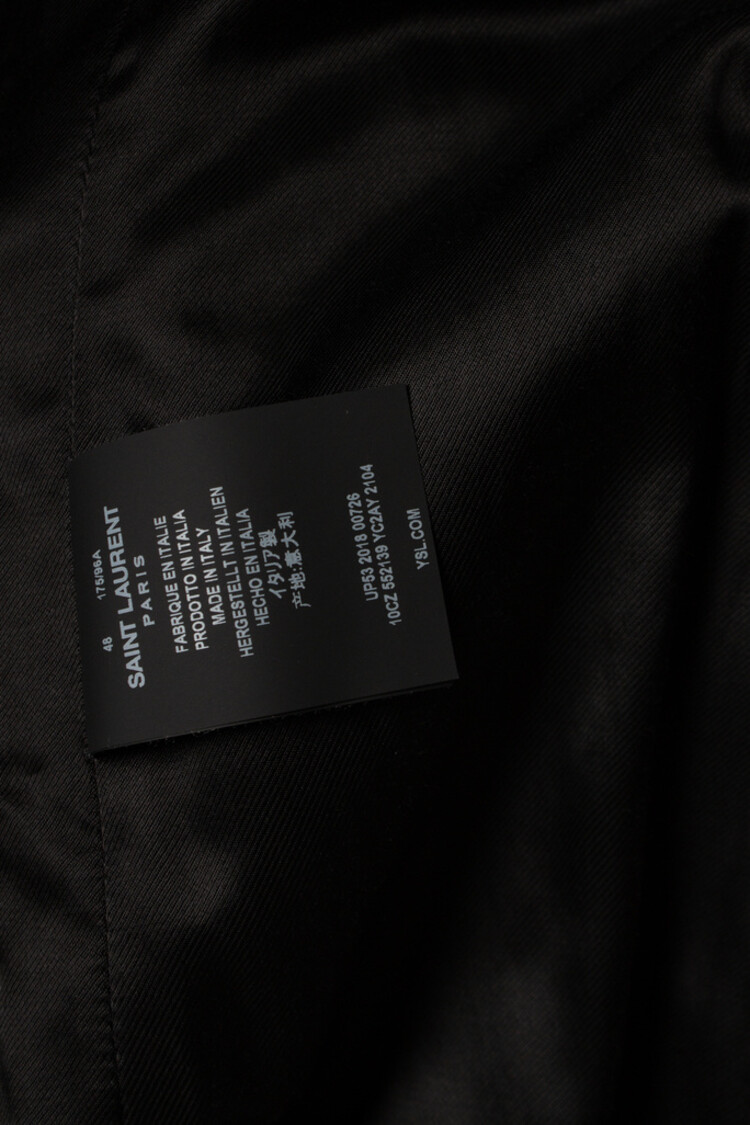 46 175/96A
SAINT LAURENT
PARIS
FABRIQUE EN ITALIE
PRODOTTO IN ITALIA
MADE IN ITALY
HERGESTELLT IN ITALIEN
HECHO EN ITALIA
イタリア製
产地:意大利
UP53 2018 00726
10CZ 552139 YC2AY 2104
YSL.COM